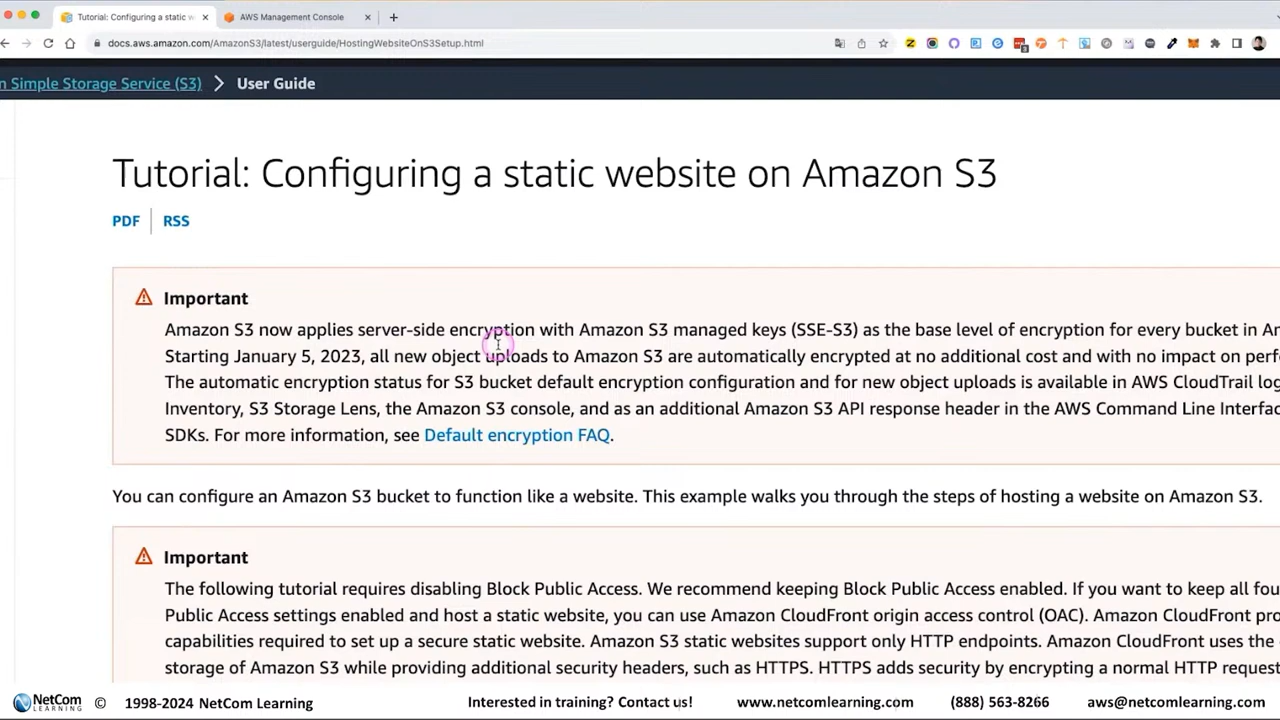 Tutorial: Configuring a static w
AWS Management Console
docs.aws.amazon.com/AmazonS3/latest/userguide/HostingWebsiteOnS3Setup.html
n Simple Storage Service (S3) User Guide
Tutorial: Configuring a static website on Amazon S3
PDF RSS
Important
Amazon S3 now applies server-side encryption with Amazon S3 managed keys (SSE-S3) as the base level of encryption for every bucket in Am
Starting January 5, 2023, all new object uploads to Amazon S3 are automatically encrypted at no additional cost and with no impact on perf
The automatic encryption status for S3 bucket default encryption configuration and for new object uploads is available in AWS CloudTrail log
Inventory, S3 Storage Lens, the Amazon S3 console, and as an additional Amazon S3 API response header in the AWS Command Line Interfac
SDKs. For more information, see Default encryption FAQ.
You can configure an Amazon S3 bucket to function like a website. This example walks you through the steps of hosting a website on Amazon S3.
Important
The following tutorial requires disabling Block Public Access. We recommend keeping Block Public Access enabled. If you want to keep all fou
Public Access settings enabled and host a static website, you can use Amazon CloudFront origin access control (OAC). Amazon CloudFront pro
capabilities required to set up a secure static website. Amazon S3 static websites support only HTTP endpoints. Amazon CloudFront uses the
storage of Amazon S3 while providing additional security headers, such as HTTPS. HTTPS adds security by encrypting a normal HTTP request
NetCom LEARNING © 1998-2024 NetCom Learning Interested in training? Contact us! www.netcomlearning.com (888) 563-8266 aws@netcomlearning.com